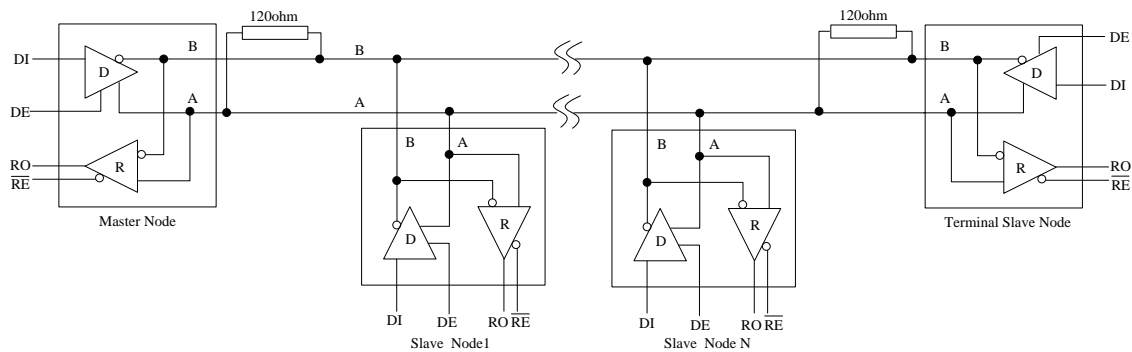 120ohm
120ohm
B
B
B
DI
D
DE
D
DI
A
A
A
DE
B
A
B
A
RO
R
RE
R
RO
RE
Master Node
Terminal Slave Node
D
R
D
R
DI
DE
RO
RE
DI
DE
RO
RE
Slave Node1
Slave Node N